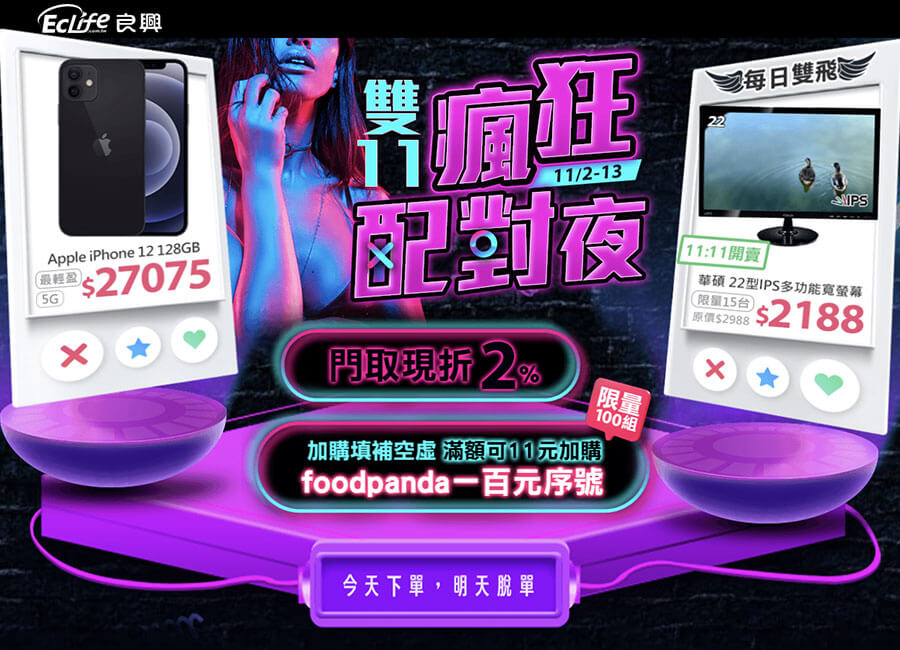 EcLife 良興
.com.tw
雙11
瘋狂
11/2-13
配對夜
Apple iPhone 12 128GB
最輕盈
5G
$27075
每日雙飛
22
IPS
11:11開賣
華碩 22型IPS多功能寬螢幕
限量15台
原價$2988
$2188
門取現折2%
限量
100組
加購填補空虛 滿額可11元加購
foodpanda一百元序號
今天下單，明天脫單